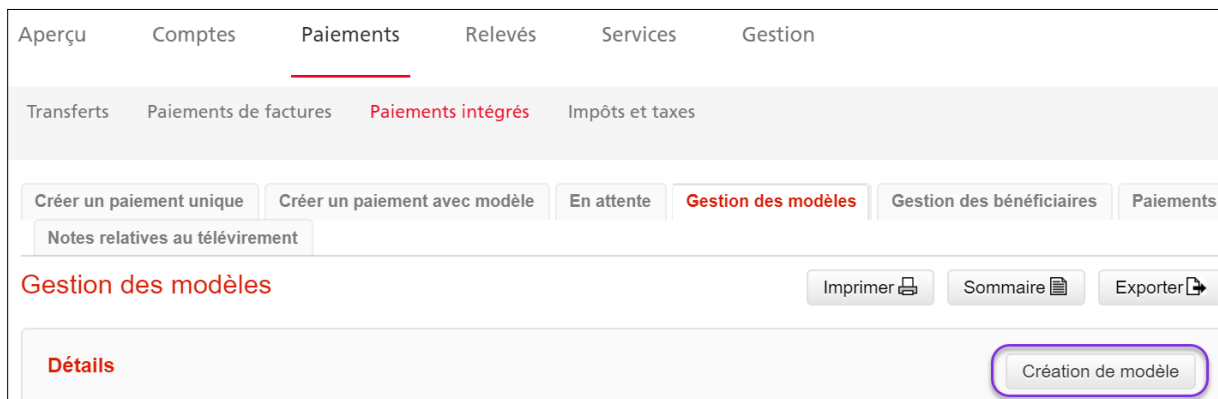 Aperçu Comptes Paiements Relevés Services Gestion
Transferts Paiements de factures Paiements intégrés Impôts et taxes
Créer un paiement unique Créer un paiement avec modèle En attente Gestion des modèles Gestion des bénéficiaires Paiements
Notes relatives au télévirement
Gestion des modèles Imprimer Sommaire Exporter
Détails Création de modèle